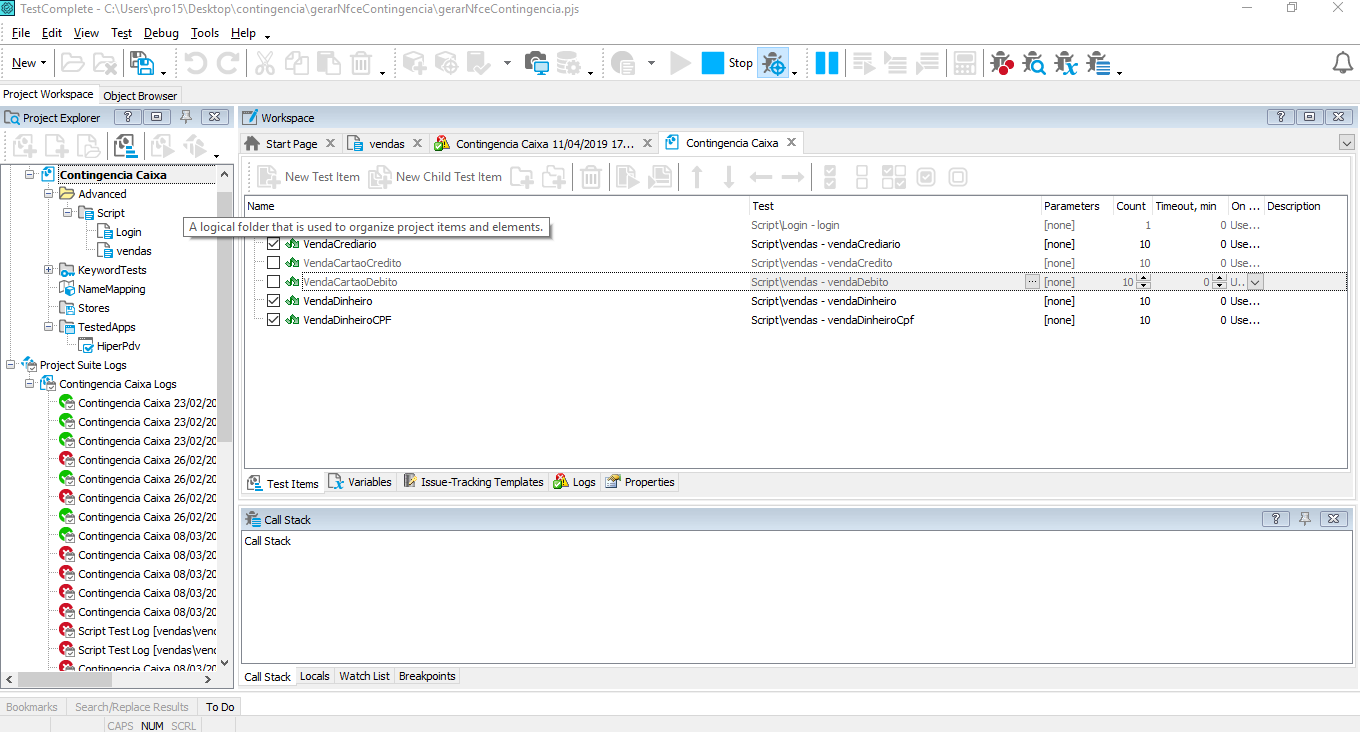 TestComplete - C:\Users\pro15\Desktop\contingencia\gerarNfceContingencia\gerarNfceContingencia.pjs
File Edit View Test Debug Tools Help
New Stop
Project Workspace Object Browser
Project Explorer
Contingencia Caixa
Advanced
Script
Login
vendas
KeywordTests
NameMapping
Stores
TestedApps
HiperPdv
Project Suite Logs
Contingencia Caixa Logs
Contingencia Caixa 23/02/20
Contingencia Caixa 23/02/20
Contingencia Caixa 23/02/20
Contingencia Caixa 26/02/20
Contingencia Caixa 26/02/20
Contingencia Caixa 26/02/20
Contingencia Caixa 26/02/20
Contingencia Caixa 08/03/20
Contingencia Caixa 08/03/20
Contingencia Caixa 08/03/20
Contingencia Caixa 08/03/20
Contingencia Caixa 08/03/20
Script Test Log [vendas\venc
Script Test Log [vendas\venc
Contingencia Caixa 08/03/20
Workspace
Start Page vendas Contingencia Caixa 11/04/2019 17... Contingencia Caixa
New Test Item New Child Test Item
Name Test Parameters Count Timeout, min On ... Description
Script\Login - login [none] 1 0 Use...
A logical folder that is used to organize project items and elements.
VendaCrediario Script\vendas - vendaCrediario [none] 10 0 Use...
VendaCartaoCredito Script\vendas - vendaCredito [none] 10 0 Use...
VendaCartaoDebito Script\vendas - vendaDebito ... [none] 10 0 U...
VendaDinheiro Script\vendas - vendaDinheiro [none] 10 0 Use...
VendaDinheiroCPF Script\vendas - vendaDinheiroCpf [none] 10 0 Use...
Test Items Variables Issue-Tracking Templates Logs Properties
Call Stack
Call Stack
Call Stack Locals Watch List Breakpoints
Bookmarks Search/Replace Results To Do
CAPS NUM SCRL